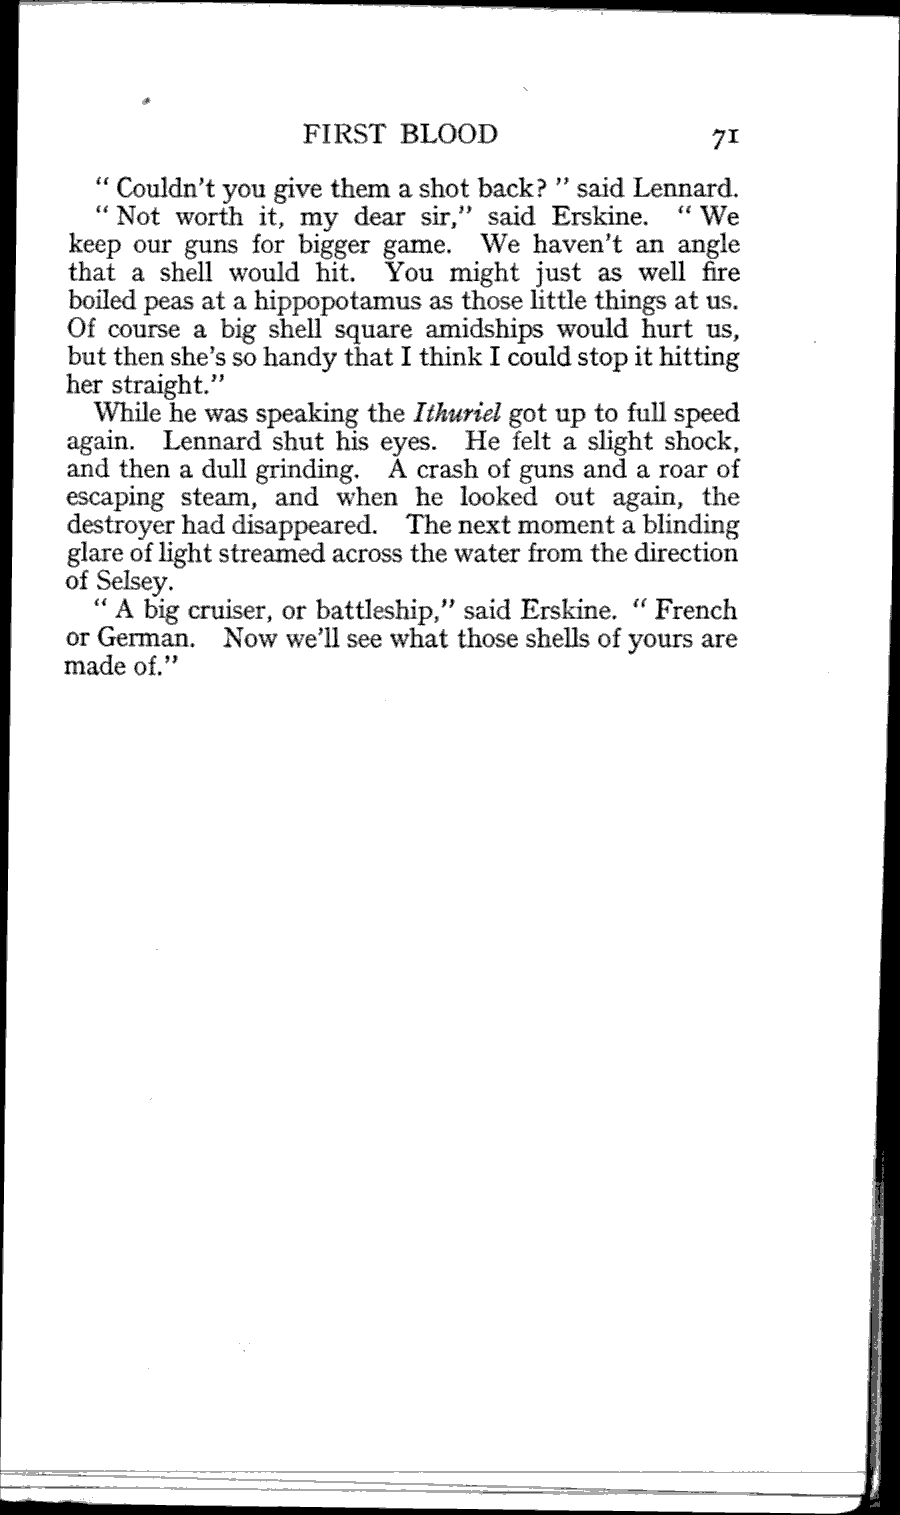 FIRST BLOOD 71
“ Couldn’t you give them a shot back? ” said Lennard.
“ Not worth it, my dear sir,” said Erskine. “ We
keep our guns for bigger game. We haven’t an angle
that a shell would hit. You might just as well fire
boiled peas at a hippopotamus as those little things at us.
Of course a big shell square amidships would hurt us,
but then she’s so handy that I think I could stop it hitting
her straight.”
While he was speaking the Ithuriel got up to full speed
again. Lennard shut his eyes. He felt a slight shock,
and then a dull grinding. A crash of guns and a roar of
escaping steam, and when he looked out again, the
destroyer had disappeared. The next moment a blinding
glare of light streamed across the water from the direction
of Selsey.
“ A big cruiser, or battleship,” said Erskine. “ French
or German. Now we’ll see what those shells of yours are
made of.”